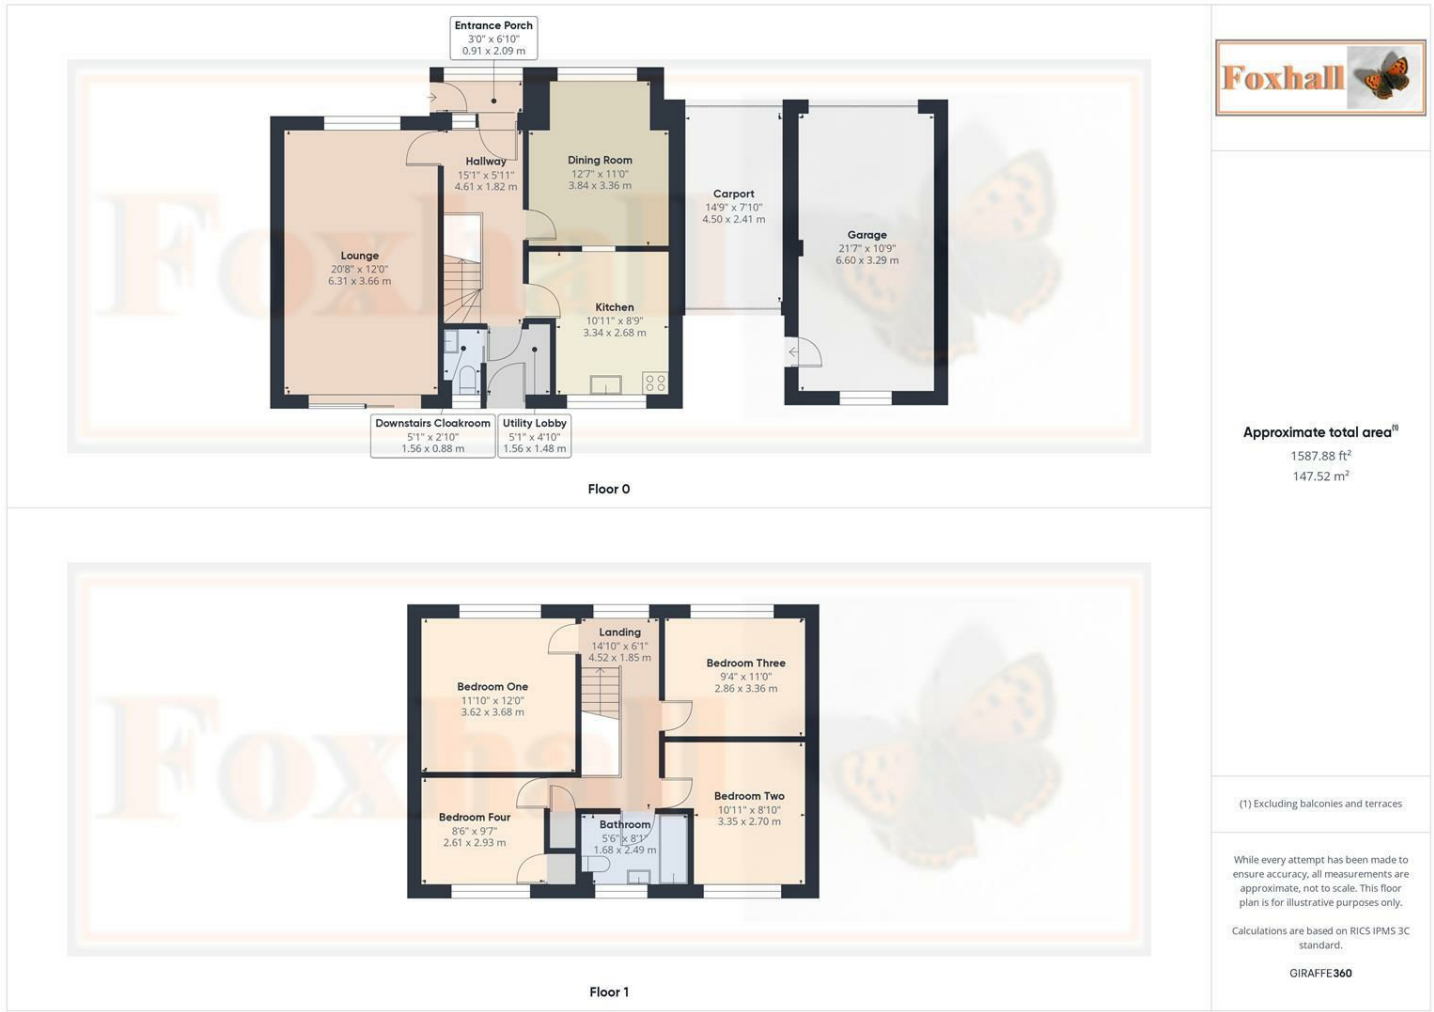 Entrance Porch
3'0" x 6'10"
0.91 x 2.09 m
Hallway
15'1" x 5'11"
4.61 x 1.82 m
Dining Room
12'7" x 11'0"
3.84 x 3.36 m
Carport
14'9" x 7'10"
4.50 x 2.41 m
Garage
21'7" x 10'9"
6.60 x 3.29 m
Lounge
20'8" x 12'0"
6.31 x 3.66 m
Kitchen
10'11" x 8'9"
3.34 x 2.68 m
Downstairs Cloakroom
5'1" x 2'10"
1.56 x 0.88 m
Utility Lobby
5'1" x 4'10"
1.56 x 1.48 m
Foxhall
Floor 0
Landing
14'10" x 6'1"
4.52 x 1.85 m
Bedroom One
11'10" x 12'0"
3.62 x 3.68 m
Bedroom Three
9'4" x 11'0"
2.86 x 3.36 m
Bedroom Two
10'11" x 8'10"
3.35 x 2.70 m
Bedroom Four
8'6" x 9'7"
2.61 x 2.93 m
Bathroom
5'6" x 8'1"
1.68 x 2.49 m
Foxhall
Floor 1
Foxhall
Approximate total area(1)
1587.88 ft²
147.52 m²
(1) Excluding balconies and terraces
While every attempt has been made to
ensure accuracy, all measurements are
approximate, not to scale. This floor
plan is for illustrative purposes only.
Calculations are based on RICS IPMS 3C
standard.
GIRAFFE360